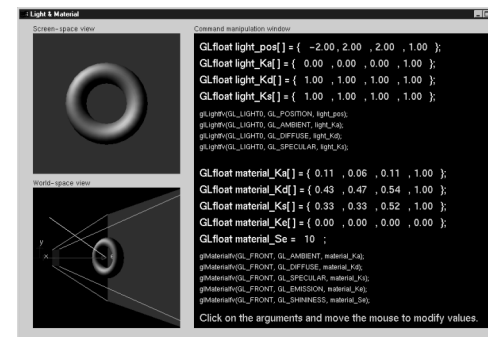 Light & Material
Screen-space view
Command manipulation window
GLfloat light_pos[ ] = { -2.00 , 2.00 , 2.00 , 1.00 };
GLfloat light_Ka[ ] = { 0.00 , 0.00 , 0.00 , 1.00 };
GLfloat light_Kd[ ] = { 1.00 , 1.00 , 1.00 , 1.00 };
GLfloat light_Ks[ ] = { 1.00 , 1.00 , 1.00 , 1.00 };
glLightfv(GL_LIGHT0, GL_POSITION, light_pos);
glLightfv(GL_LIGHT0, GL_AMBIENT, light_Ka);
glLightfv(GL_LIGHT0, GL_DIFFUSE, light_Kd);
glLightfv(GL_LIGHT0, GL_SPECULAR, light_Ks);
World-space view
y
x
GLfloat material_Ka[ ] = { 0.11 , 0.06 , 0.11 , 1.00 };
GLfloat material_Kd[ ] = { 0.43 , 0.47 , 0.54 , 1.00 };
GLfloat material_Ks[ ] = { 0.33 , 0.33 , 0.52 , 1.00 };
GLfloat material_Ke[ ] = { 0.00 , 0.00 , 0.00 , 0.00 };
GLfloat material_Se = 10 ;
glMaterialfv(GL_FRONT, GL_AMBIENT, material_Ka);
glMaterialfv(GL_FRONT, GL_DIFFUSE, material_Kd);
glMaterialfv(GL_FRONT, GL_SPECULAR, material_Ks);
glMaterialfv(GL_FRONT, GL_EMISSION, material_Ke);
glMaterialfv(GL_FRONT, GL_SHININESS, material_Se);
Click on the arguments and move the mouse to modify values.